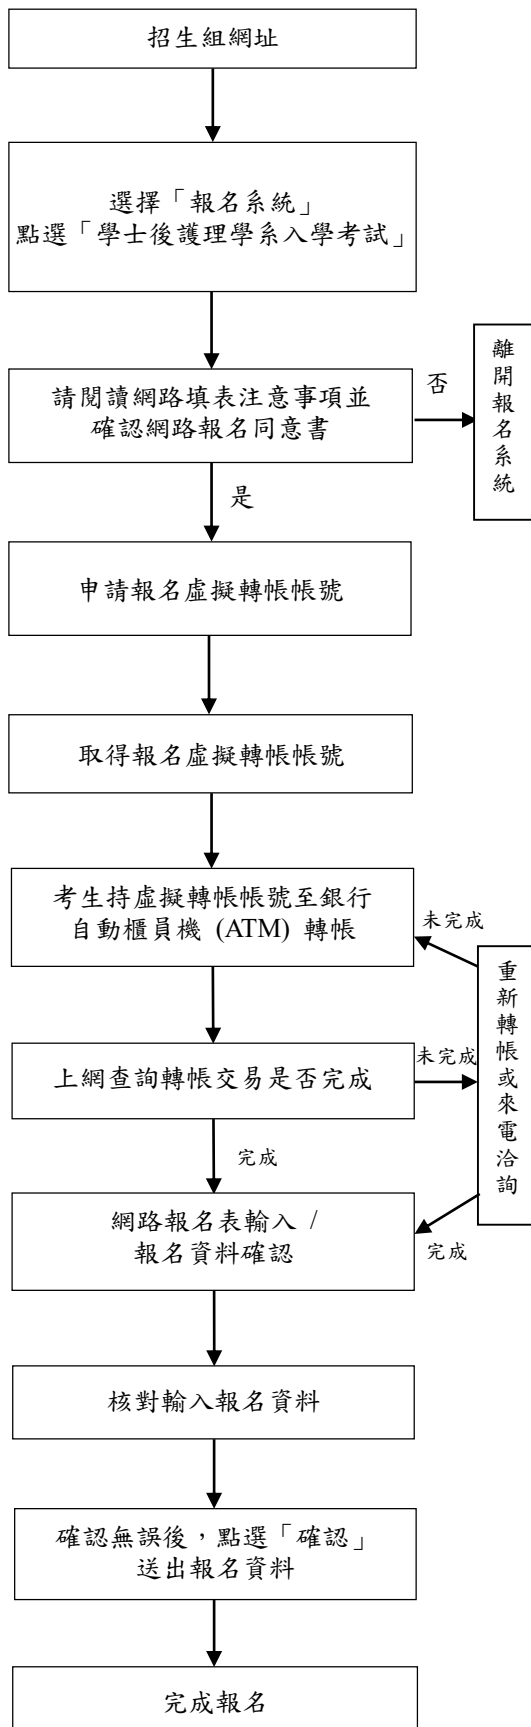 招生組網址
選擇「報名系統」
點選「學士後護理學系入學考試」
請閱讀網路填表注意事項並
確認網路報名同意書
否
離開報名系統
是
申請報名虛擬轉帳帳號
取得報名虛擬轉帳帳號
考生持虛擬轉帳帳號至銀行
自動櫃員機 (ATM) 轉帳
未完成
重新轉帳或來電洽詢
上網查詢轉帳交易是否完成
未完成
完成
網路報名表輸入 /
報名資料確認
完成
核對輸入報名資料
確認無誤後，點選「確認」
送出報名資料
完成報名